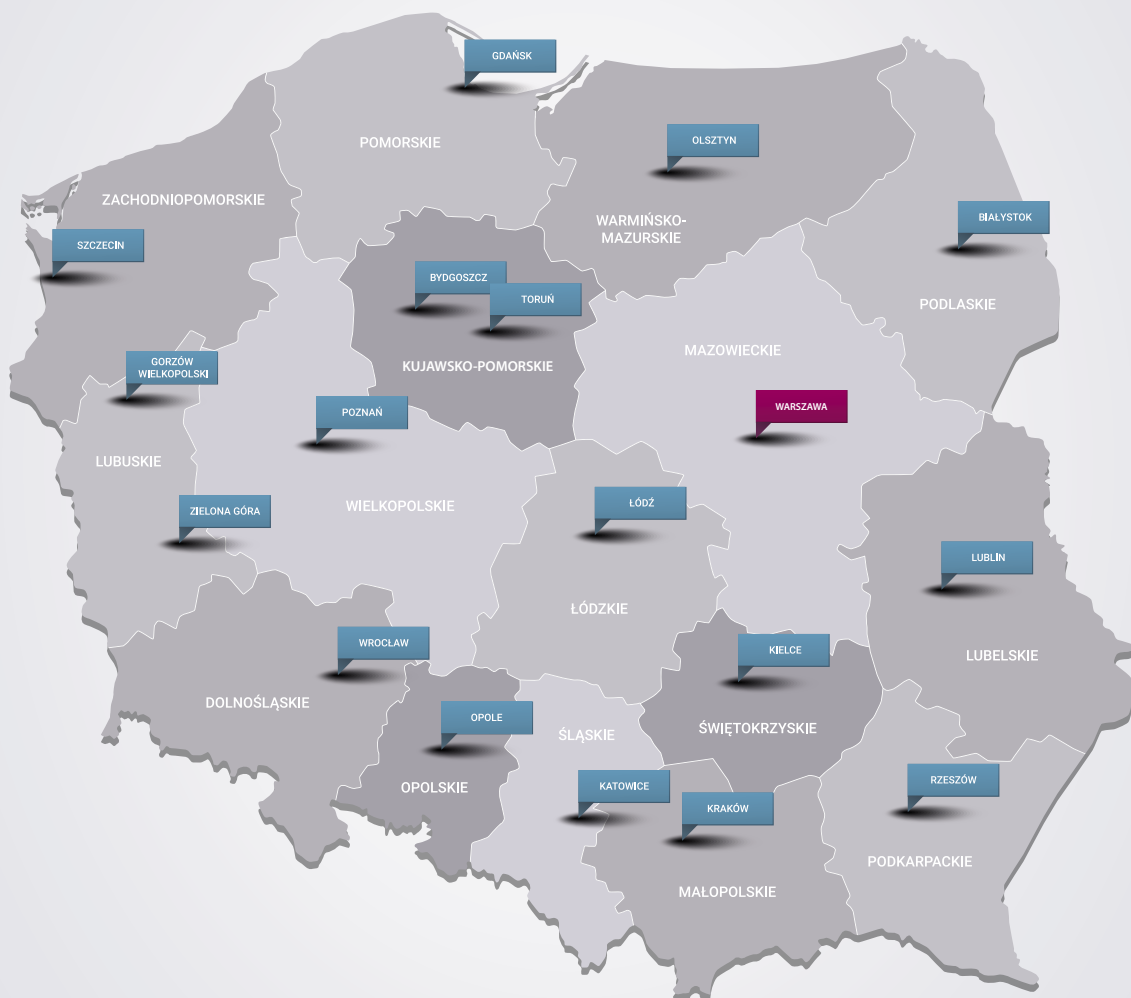 GDAŃSK
POMORSKIE
OLSZTYN
ZACHODNIOPOMORSKIE
WARMIŃSKO-
MAZURSKIE
BIAŁYSTOK
SZCZECIN
BYDGOSZCZ
TORUŃ
PODLASKIE
MAZOWIECKIE
GORZÓW
WIELKOPOLSKI
KUJAWSKO-POMORSKIE
POZNAŃ
WARSZAWA
LUBUSKIE
WIELKOPOLSKIE
ŁÓDŹ
ZIELONA GÓRA
LUBLIN
ŁÓDZKIE
WROCŁAW
KIELCE
LUBELSKIE
DOLNOŚLĄSKIE
OPOLE
ŚLĄSKIE
ŚWIĘTOKRZYSKIE
OPOLSKIE
KATOWICE
RZESZÓW
KRAKÓW
PODKARPACKIE
MAŁOPOLSKIE